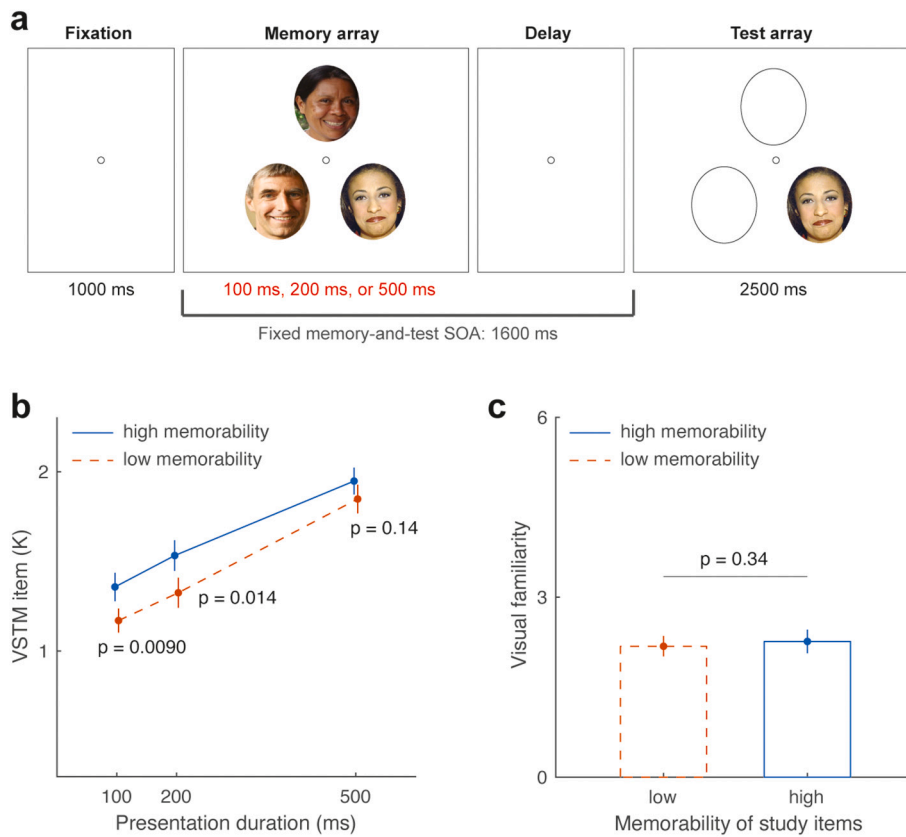 a
Fixation
Memory array
Delay
Test array
1000 ms
100 ms, 200 ms, or 500 ms
2500 ms
Fixed memory-and-test SOA: 1600 ms
b
high memorability
low memorability
VSTM item (K)
2
1
p = 0.0090
p = 0.014
p = 0.14
100
200
500
Presentation duration (ms)
c
high memorability
low memorability
Visual familiarity
6
3
0
p = 0.34
low
high
Memorability of study items